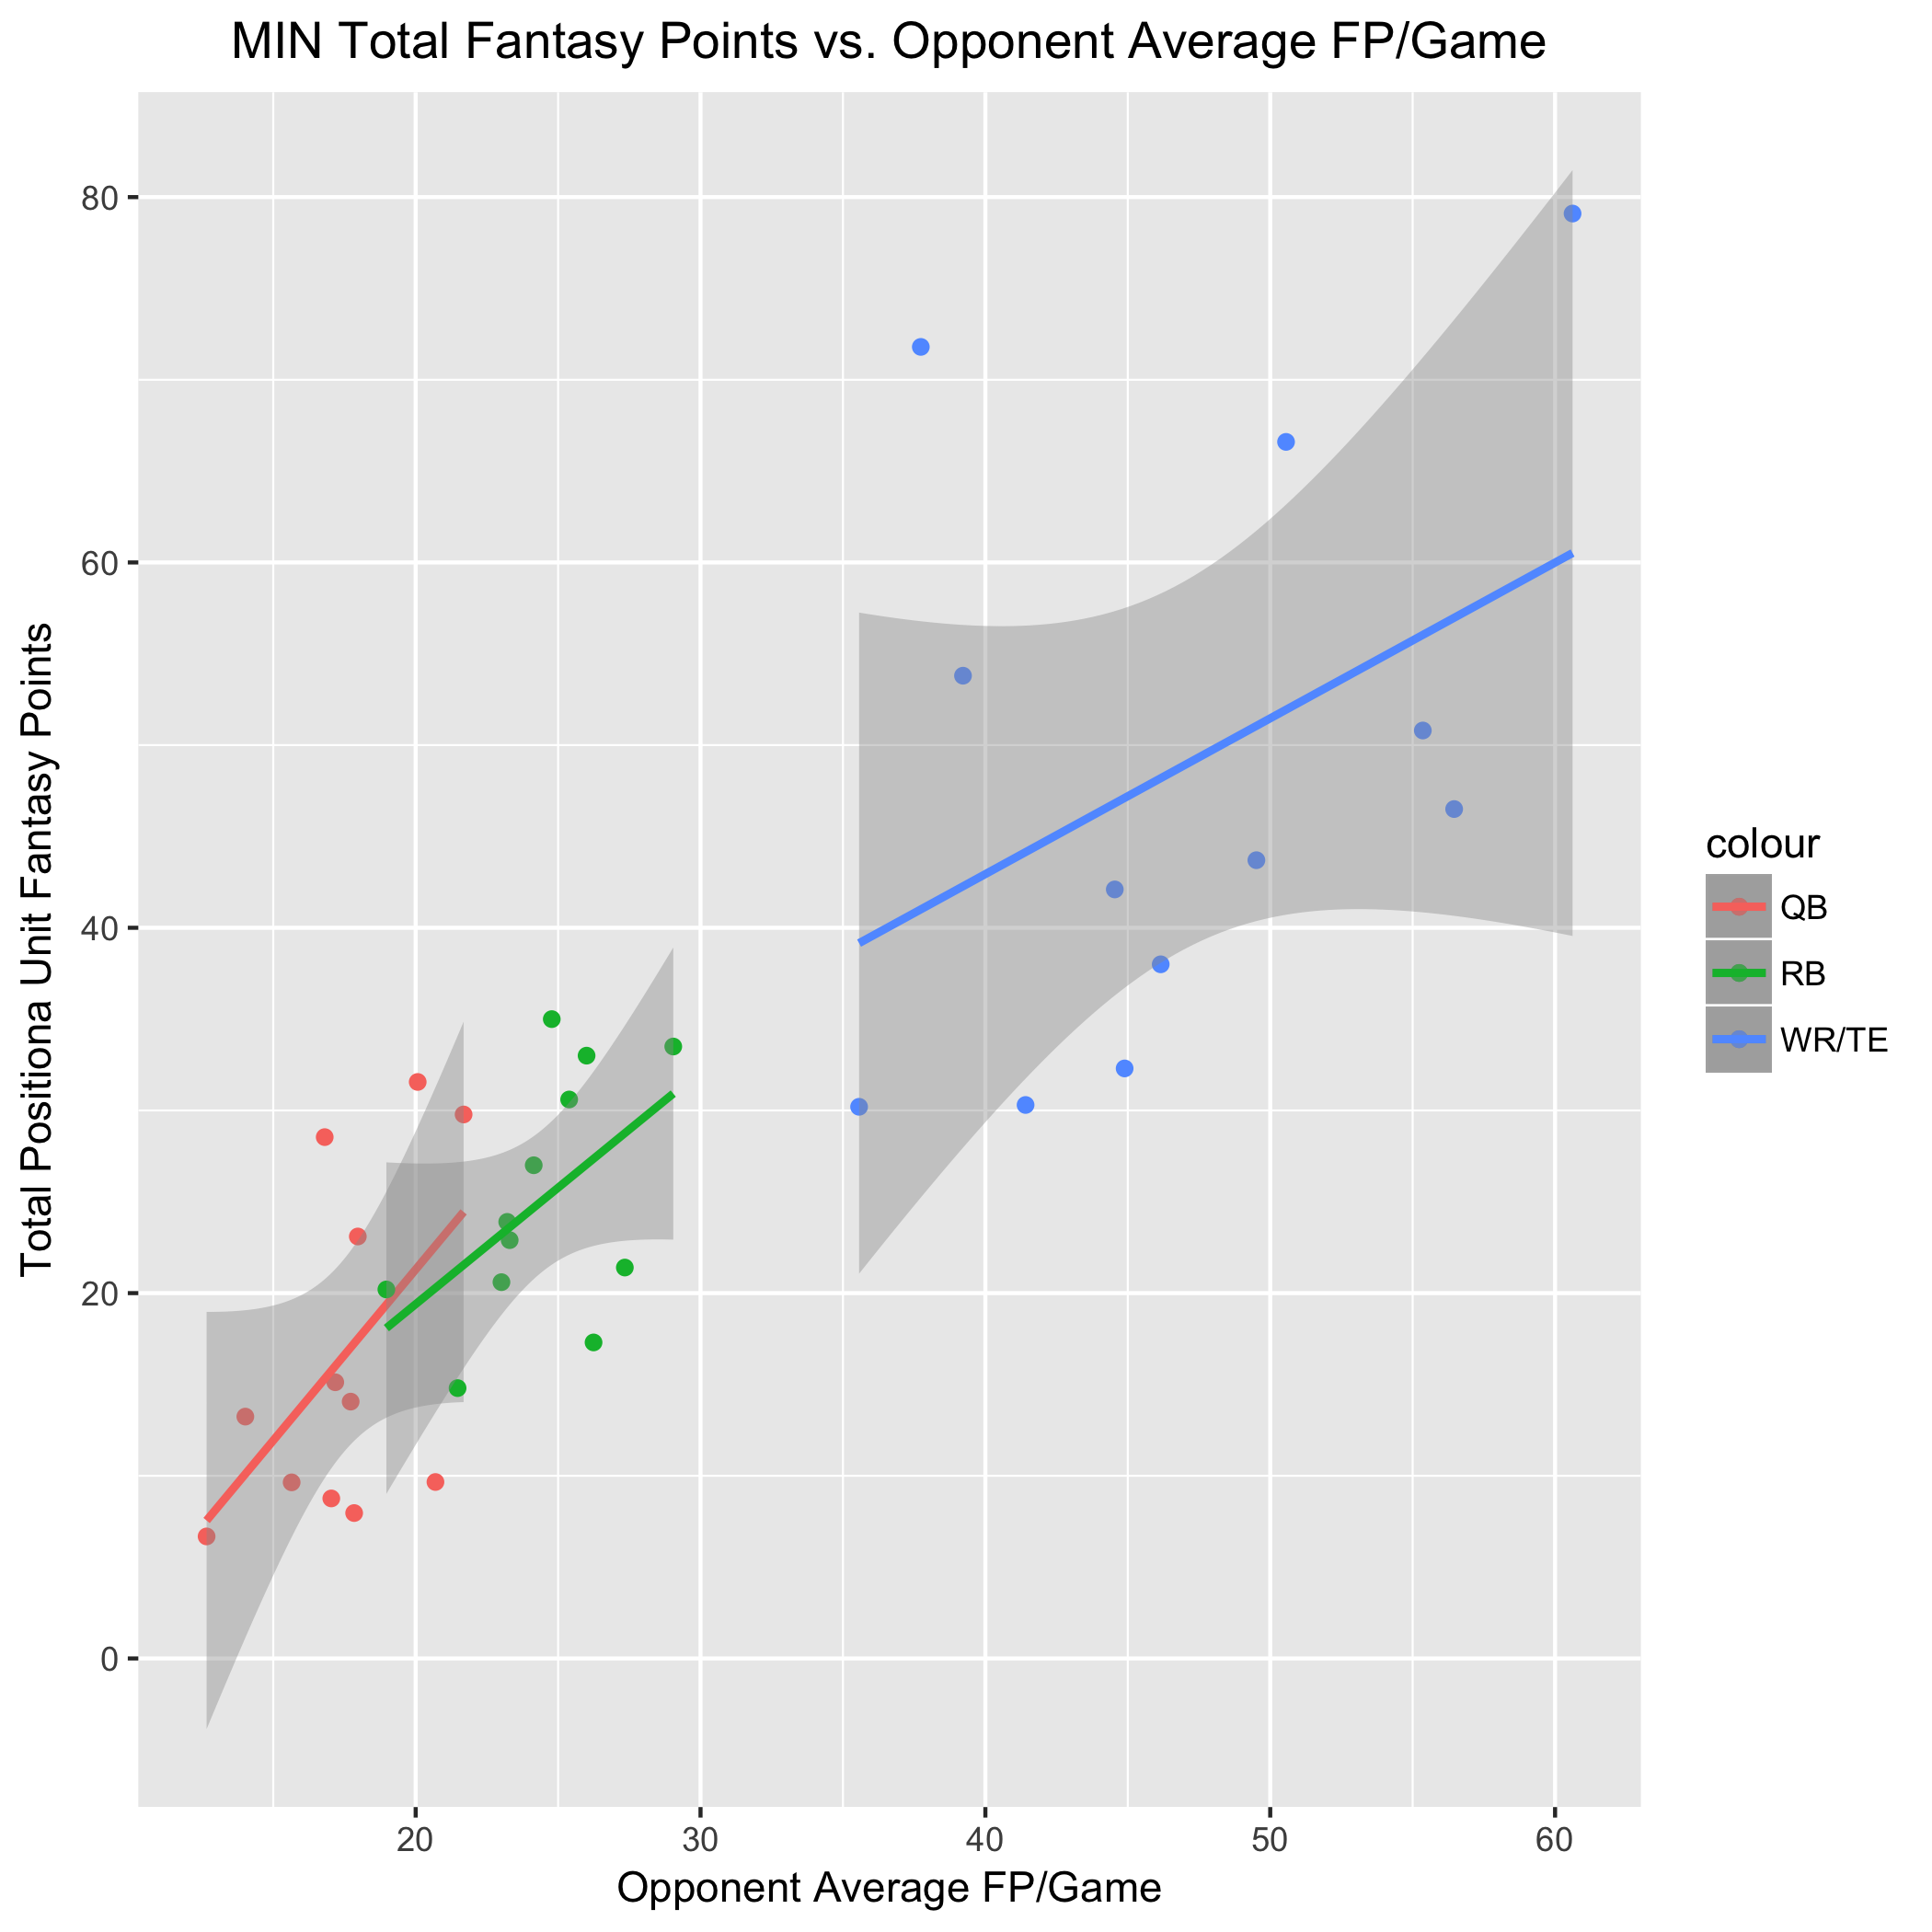 MIN Total Fantasy Points vs. Opponent Average FP/Game
80
60
40
20
0
Total Positiona Unit Fantasy Points
20
30
40
50
60
Opponent Average FP/Game
colour
QB
RB
WR/TE